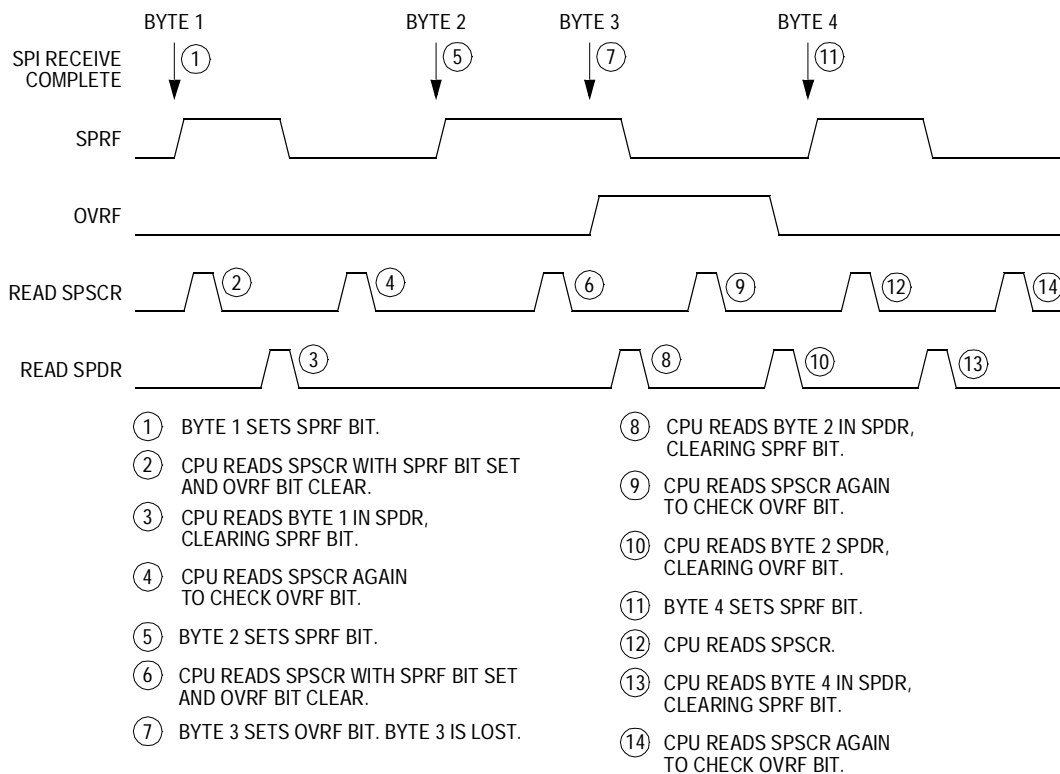 BYTE 1 BYTE 2 BYTE 3 BYTE 4
SPI RECEIVE
COMPLETE
1 5 7 11
SPRF
OVRF
READ SPSCR
2 4 6 9 12 14
READ SPDR
3 8 10 13
1 BYTE 1 SETS SPRF BIT.
2 CPU READS SPSCR WITH SPRF BIT SET
AND OVRF BIT CLEAR.
3 CPU READS BYTE 1 IN SPDR,
CLEARING SPRF BIT.
4 CPU READS SPSCR AGAIN
TO CHECK OVRF BIT.
5 BYTE 2 SETS SPRF BIT.
6 CPU READS SPSCR WITH SPRF BIT SET
AND OVRF BIT CLEAR.
7 BYTE 3 SETS OVRF BIT. BYTE 3 IS LOST.
8 CPU READS BYTE 2 IN SPDR,
CLEARING SPRF BIT.
9 CPU READS SPSCR AGAIN
TO CHECK OVRF BIT.
10 CPU READS BYTE 2 SPDR,
CLEARING OVRF BIT.
11 BYTE 4 SETS SPRF BIT.
12 CPU READS SPSCR.
13 CPU READS BYTE 4 IN SPDR,
CLEARING SPRF BIT.
14 CPU READS SPSCR AGAIN
TO CHECK OVRF BIT.